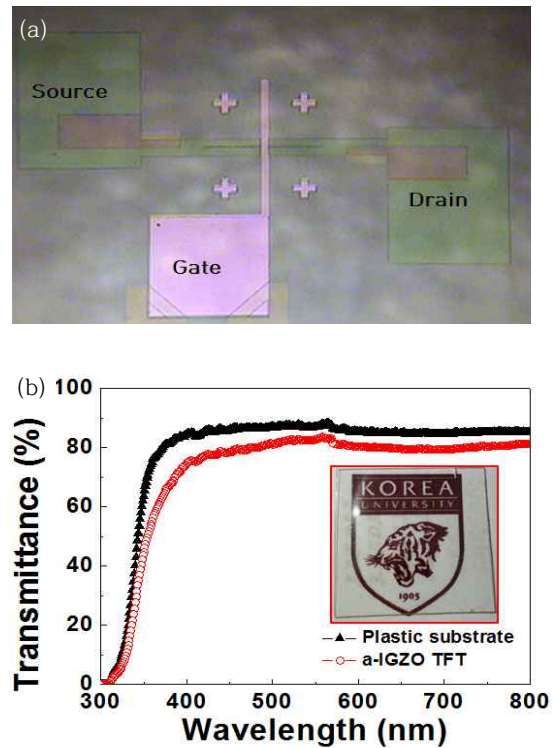 (a)
Source
Drain
Gate
(b)
100
80
60
40
20
0
Transmittance (%)
KOREA
UNIVERSITY
1905
Plastic substrate
a-IGZO TFT
300 400 500 600 700 800
Wavelength (nm)